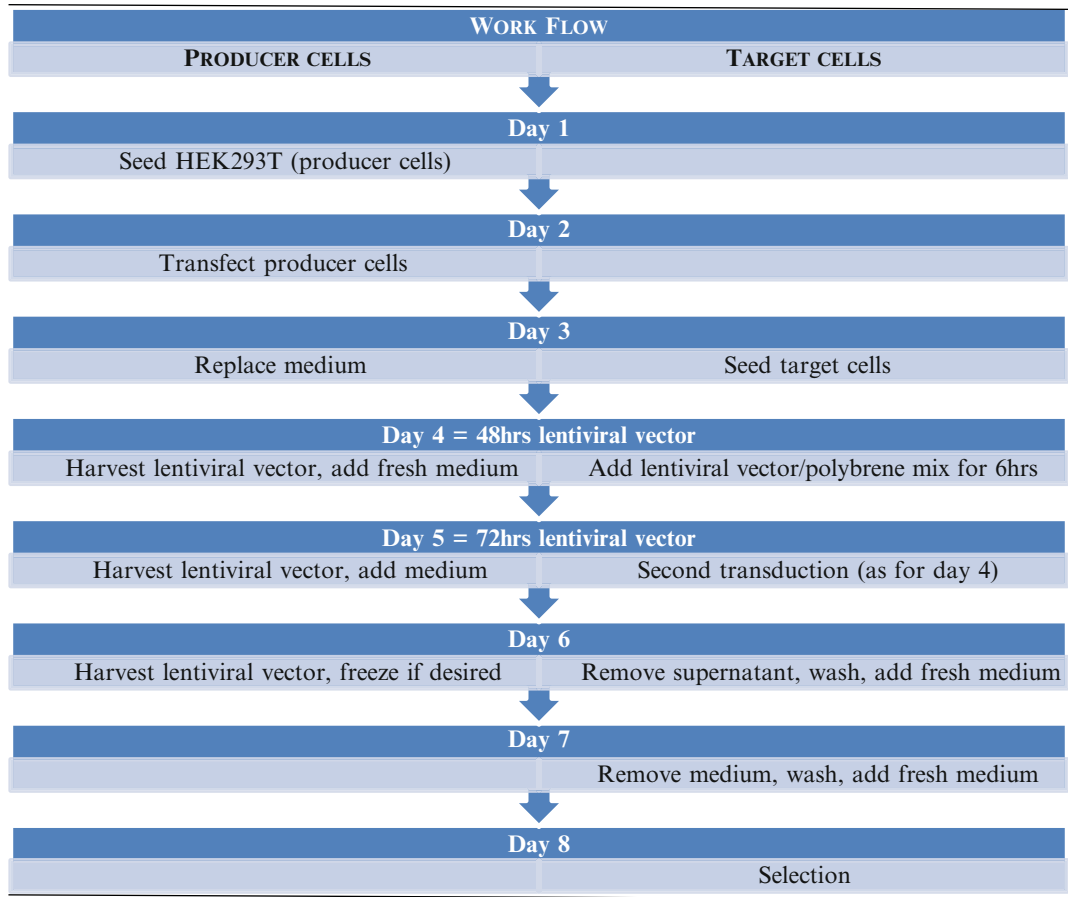 WORK FLOW
PRODUCER CELLS TARGET CELLS
Day 1
Seed HEK293T (producer cells)
Day 2
Transfect producer cells
Day 3
Replace medium Seed target cells
Day 4 = 48hrs lentiviral vector
Harvest lentiviral vector, add fresh medium Add lentiviral vector/polybrene mix for 6hrs
Day 5 = 72hrs lentiviral vector
Harvest lentiviral vector, add medium Second transduction (as for day 4)
Day 6
Harvest lentiviral vector, freeze if desired Remove supernatant, wash, add fresh medium
Day 7
Remove medium, wash, add fresh medium
Day 8
Selection